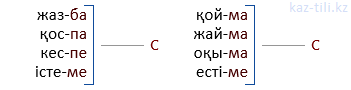 kaz-tili.kz
жаз-ба
қос-па
кес-пе
істе-ме
С
қой-ма
жай-ма
оқы-ма
есті-ме
С